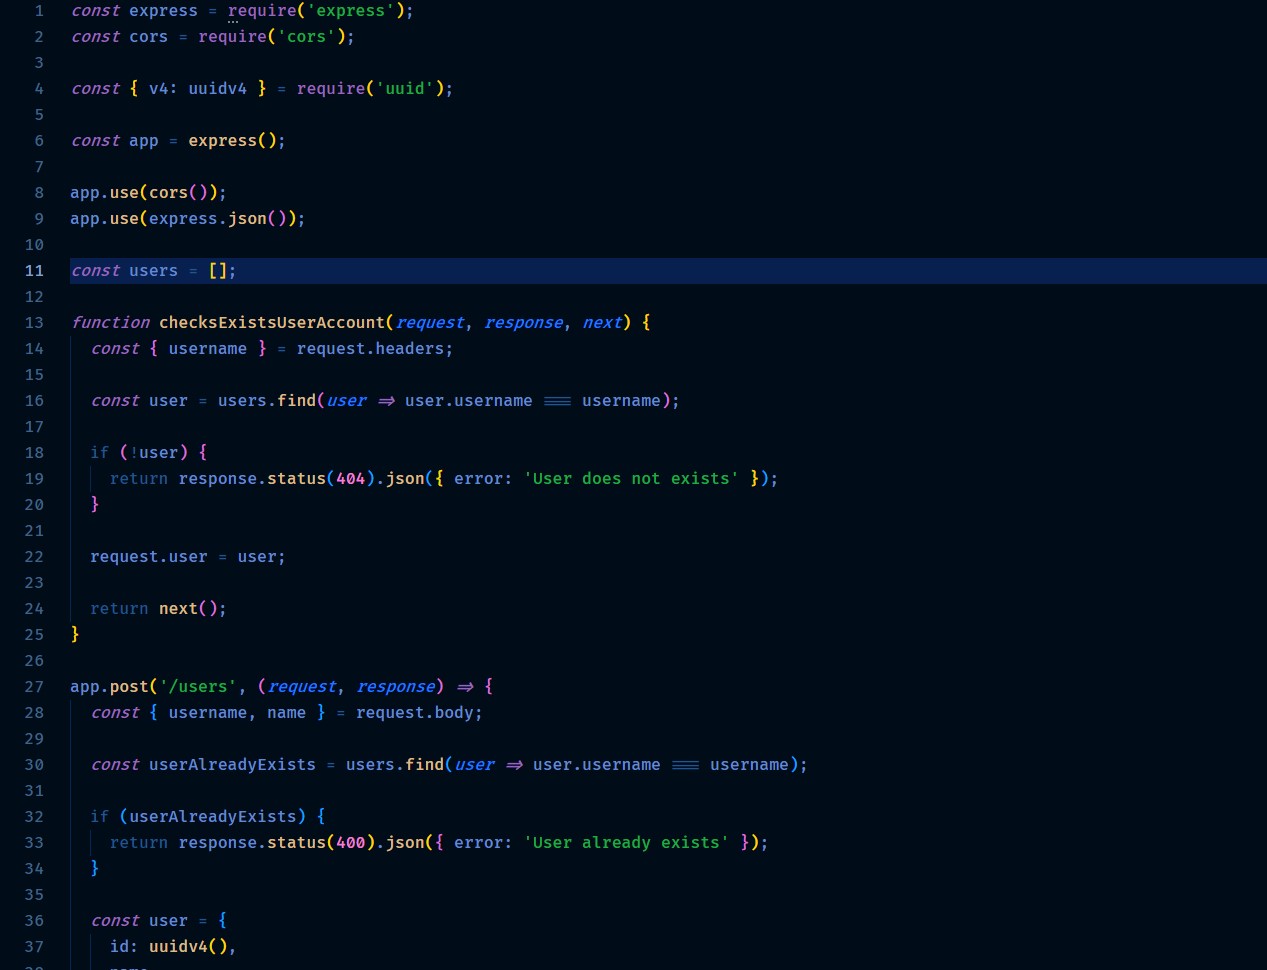 1 const express = require('express');
2 const cors = require('cors');
3
4 const { v4: uuidv4 } = require('uuid');
5
6 const app = express();
7
8 app.use(cors());
9 app.use(express.json());
10
11 const users = [];
12
13 function checksExistsUserAccount(request, response, next) {
14   const { username } = request.headers;
15
16   const user = users.find(user => user.username === username);
17
18   if (!user) {
19     return response.status(404).json({ error: 'User does not exists' });
20   }
21
22   request.user = user;
23
24   return next();
25 }
26
27 app.post('/users', (request, response) => {
28   const { username, name } = request.body;
29
30   const userAlreadyExists = users.find(user => user.username === username);
31
32   if (userAlreadyExists) {
33     return response.status(400).json({ error: 'User already exists' });
34   }
35
36   const user = {
37     id: uuidv4(),